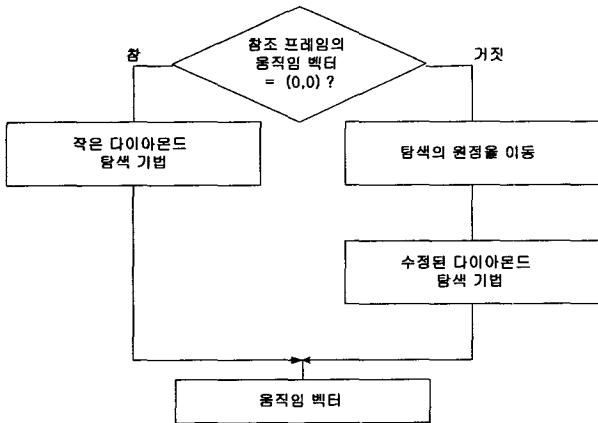 참조 프레임의
움직임 벡터
= (0,0) ?
참
거짓
작은 다이아몬드
탐색 기법
탐색의 원점을 이동
수정된 다이아몬드
탐색 기법
움직임 벡터